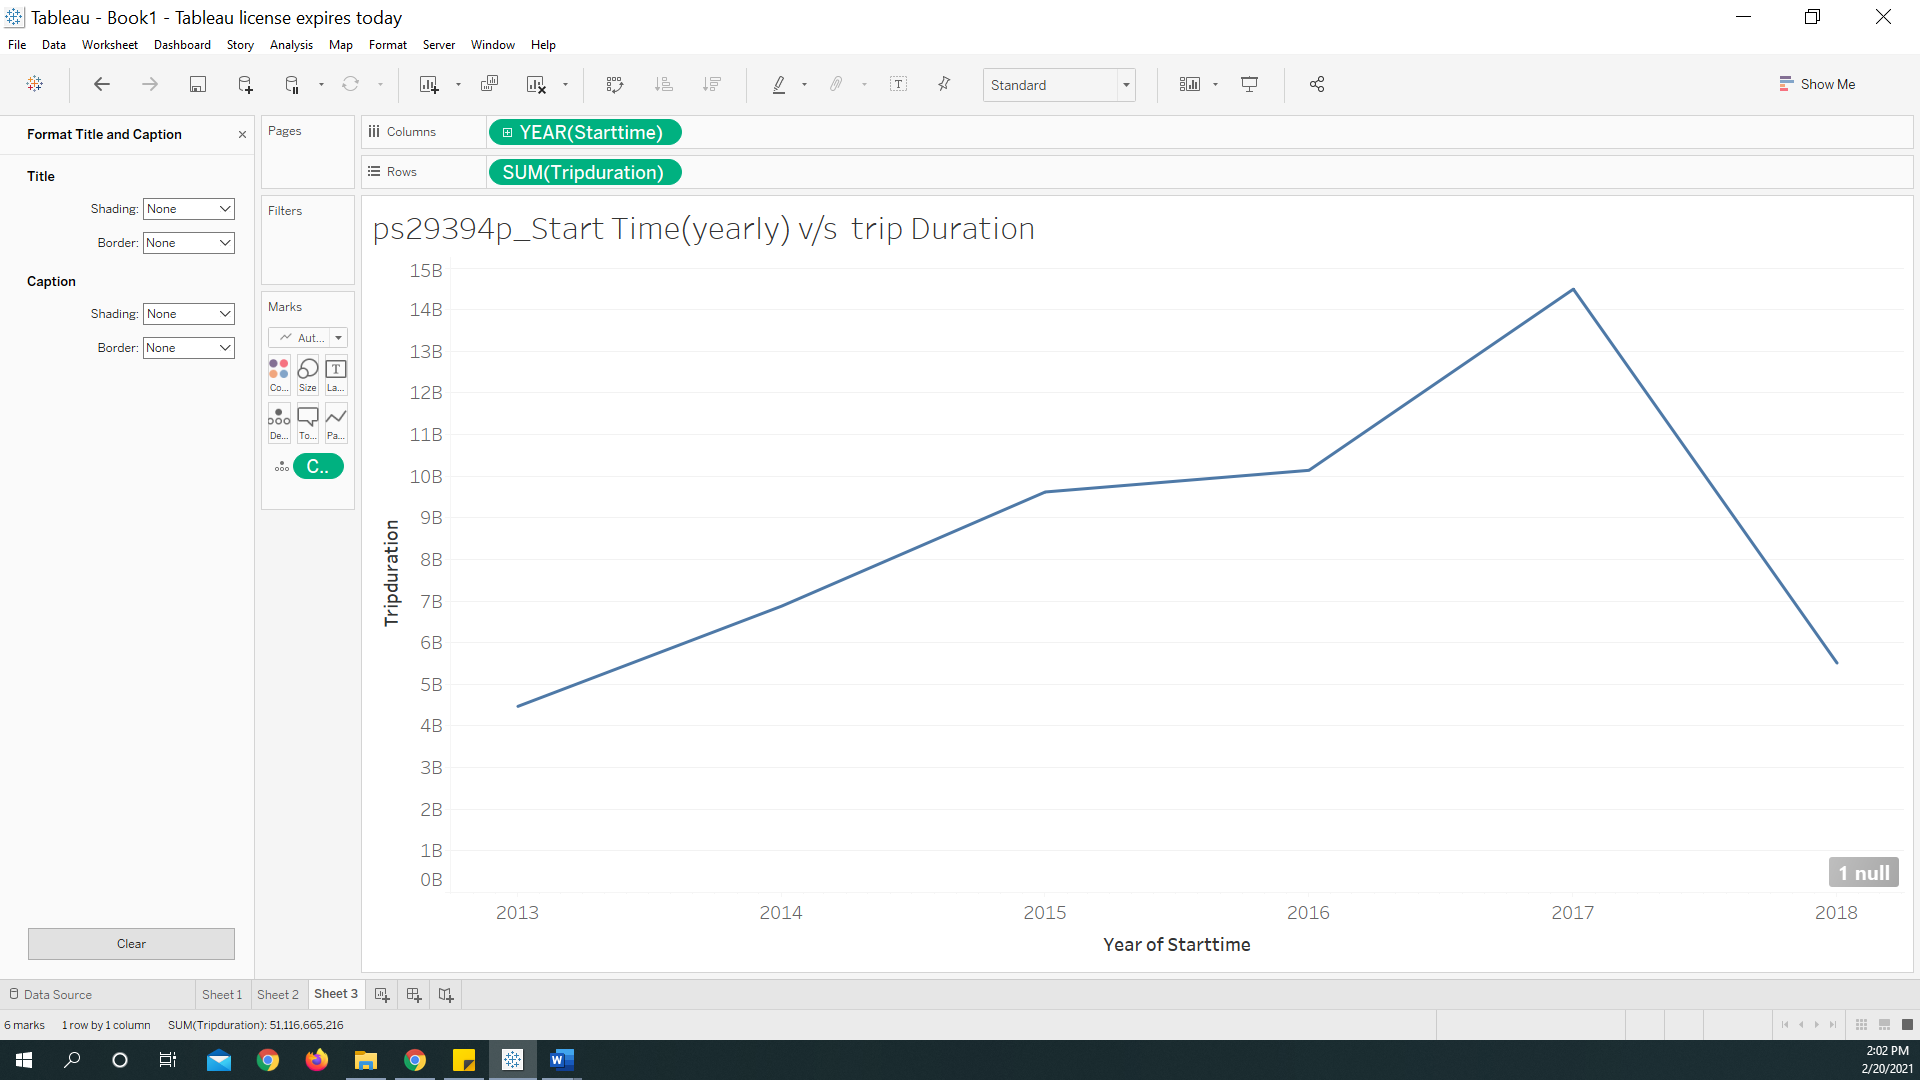 Tableau - Book1 - Tableau license expires today
File Data Worksheet Dashboard Story Analysis Map Format Server Window Help
Standard
Show Me
Format Title and Caption
Title
Shading: None
Border: None
Caption
Shading: None
Border: None
Clear
Pages
Filters
Marks
Aut...
Co... Size La...
De... To... Pa...
C..
Columns YEAR(Starttime)
Rows SUM(Tripduration)
ps29394p_Start Time(yearly) v/s trip Duration
15B
14B
13B
12B
11B
10B
9B
8B
7B
6B
5B
4B
3B
2B
1B
0B
Tripduration
1 null
2013 2014 2015 2016 2017 2018
Year of Starttime
Data Source Sheet 1 Sheet 2 Sheet 3
6 marks 1 row by 1 column SUM(Tripduration): 51,116,665,216
2:02 PM
2/20/2021